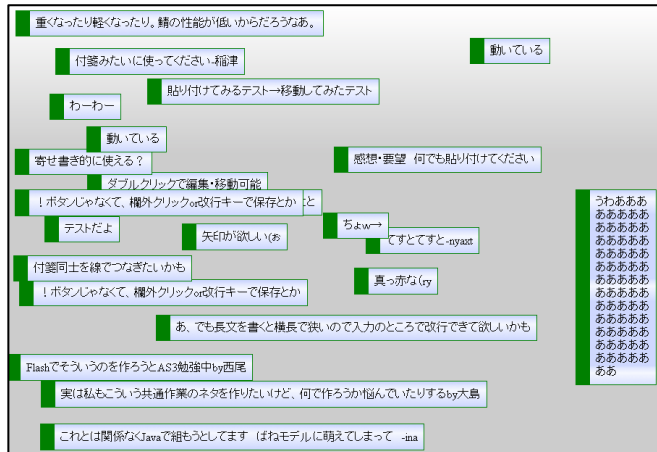 重くなったり軽くなったり。鯖の性能が低いからだろうなあ。
動いている
付箋みたいに使ってください-稲津
貼り付けてみるテスト→移動してみたテスト
わーわー
動いている
寄せ書き的に使える？
感想・要望　何でも貼り付けてください
ダブルクリックで編集・移動可能
！ボタンじゃなくて、欄外クリックor改行キーで保存とか
こと
テストだよ
矢印が欲しい(ぉ
ちょw→
てすとてすと-nyaxt
付箋同士を線でつなぎたいかも
！ボタンじゃなくて、欄外クリックor改行キーで保存とか
真っ赤な(ry
あ、でも長文を書くと横長で狭いので入力のところで改行できて欲しいかも
うわあああ
あああああ
あああああ
あああああ
あああああ
あああああ
あああああ
あああああ
あああああ
あああああ
あああああ
あああああ
あああああ
ああ
Flashでそういうのを作ろうとAS3勉強中by西尾
実は私もこういう共通作業のネタを作りたいけど、何で作ろうか悩んでいたりするby大島
これとは関係なくJavaで組もうとしてます　ばねモデルに萌えてしまって　-ina